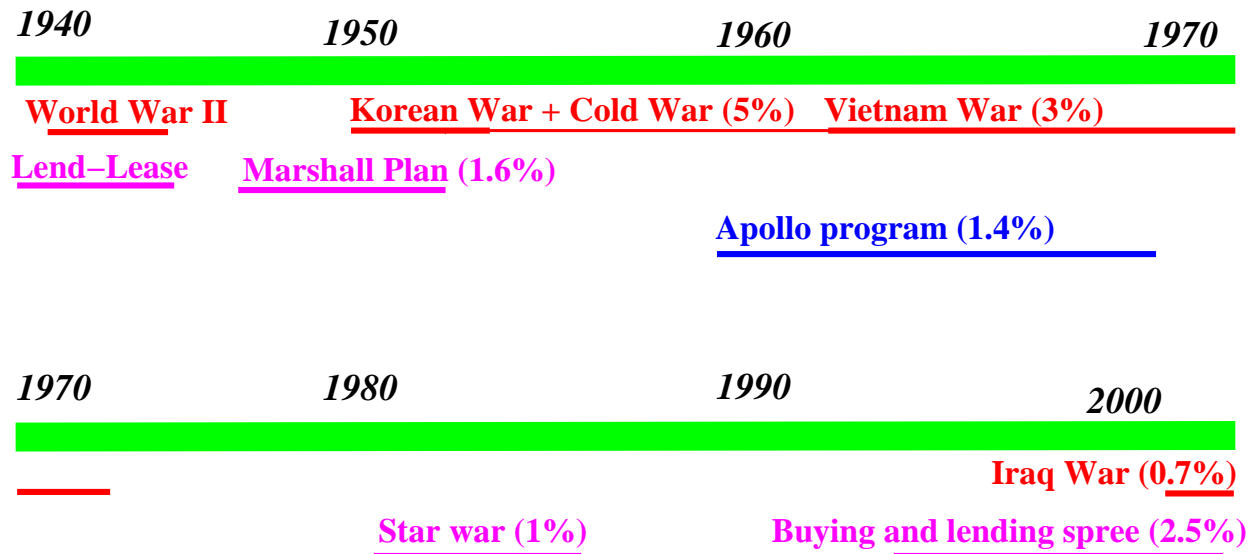 1940 1950 1960 1970
World War II Korean War + Cold War (5%) Vietnam War (3%)
Lend−Lease Marshall Plan (1.6%)
Apollo program (1.4%)
1970 1980 1990 2000
Iraq War (0.7%)
Star war (1%) Buying and lending spree (2.5%)